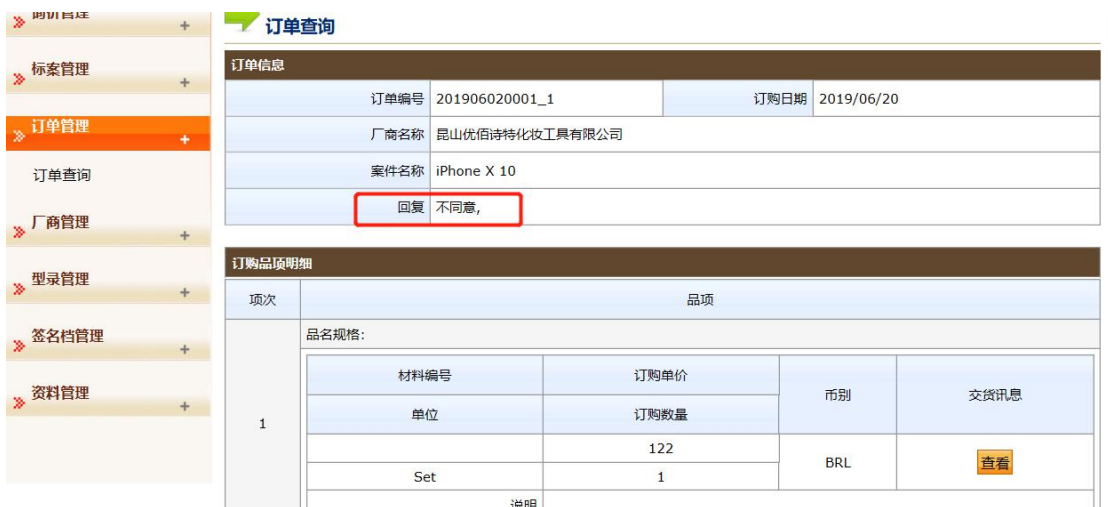 订单查询
标案管理
+
订单管理
+
订单查询
厂商管理
+
型录管理
+
签名档管理
+
资料管理
+
订单信息
订单编号 201906020001_1 订购日期 2019/06/20
厂商名称 昆山优佰诗特化妆工具有限公司
案件名称 iPhone X 10
回复 不同意,
订购品项明细
项次 品项
品名规格:
材料编号 订购单价 币别 交货讯息
单位 订购数量
1
122
BRL 查看
Set 1
说明